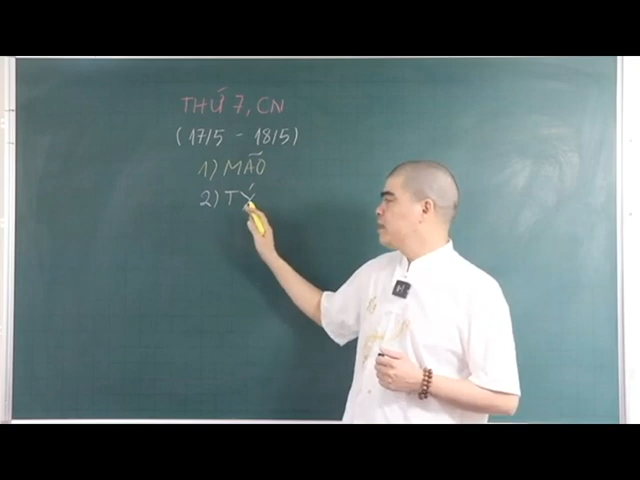 THỨ 7, CN
(17/5 - 18/5)
1) MÃO
2) TÝ